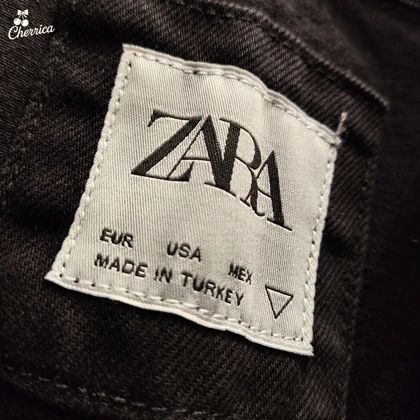 Cherrica
ZARA
EUR USA MEX
MADE IN TURKEY